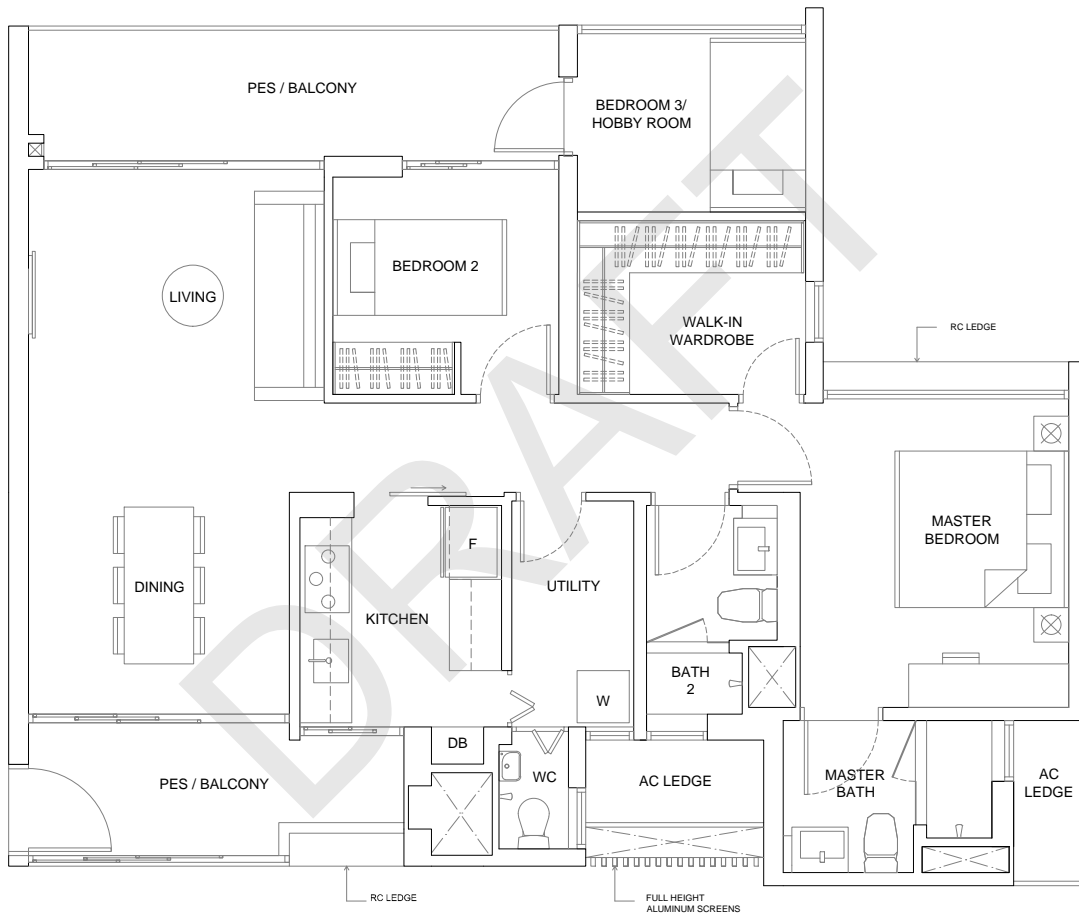 PES / BALCONY
BEDROOM 3/
HOBBY ROOM
BEDROOM 2
LIVING
WALK-IN
WARDROBE
RC LEDGE
MASTER
BEDROOM
F
DINING
KITCHEN
UTILITY
BATH
2
W
DB
WC
PES / BALCONY
AC LEDGE
MASTER
BATH
AC
LEDGE
RC LEDGE
FULL HEIGHT
ALUMINUM SCREENS
DRAFT